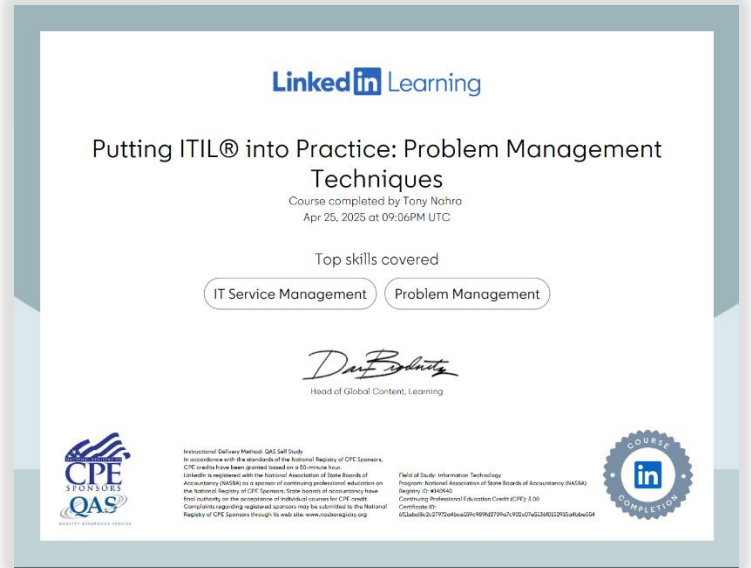 LinkedIn Learning
Putting ITIL® into Practice: Problem Management
Techniques
Course completed by Tony Nahra
Apr 25, 2025 at 09:06PM UTC
Top skills covered
IT Service Management
Problem Management
Head of Global Content, Learning
CPE
SPONSORS
QAS
QUALITY ASSURANCE SERVICE
Instructional Delivery Method: QAS Self Study
In accordance with the standards of the National Registry of CPE Sponsors,
CPE credits have been granted based on a 50-minute hour.
LinkedIn is registered with the National Association of State Boards of
Accountancy (NASBA) as a sponsor of continuing professional education on
the National Registry of CPE Sponsors. State boards of accountancy have
final authority on the acceptance of individual courses for CPE credit.
Complaints regarding registered sponsors may be submitted to the National
Registry of CPE Sponsors through its web site: www.nasbaregistry.org
Field of Study: Information Technology
Program: National Association of State Boards of Accountancy (NASBA)
Registry ID: #140940
Continuing Professional Education Credit (CPE):
Certificate ID:
COURSE
in
COMPLETION